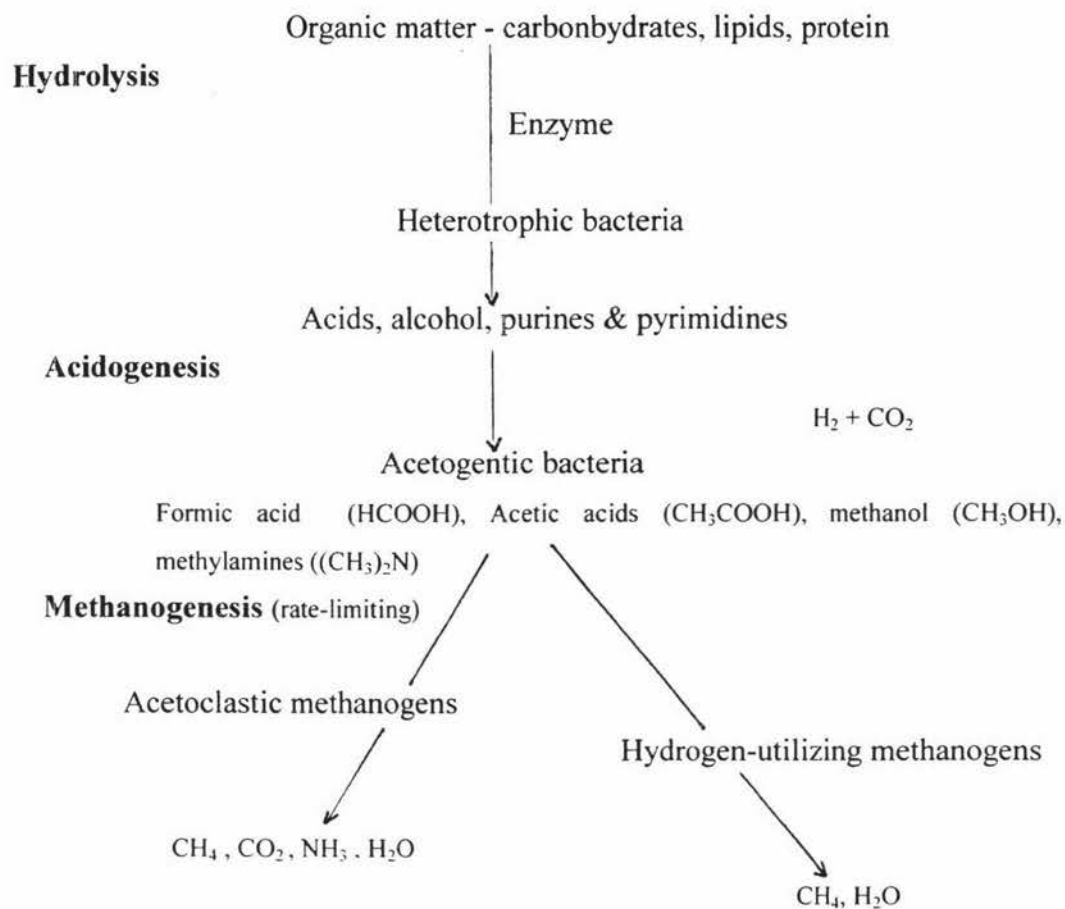 Organic matter - carbonbydrates, lipids, protein
Hydrolysis
Enzyme
Heterotrophic bacteria
Acids, alcohol, purines & pyrimidines
Acidogenesis
H₂ + CO₂
Acetogentic bacteria
Formic acid (HCOOH), Acetic acids (CH₃COOH), methanol (CH₃OH),
methylamines ((CH₃)₂N)
Methanogenesis (rate-limiting)
Acetoclastic methanogens
Hydrogen-utilizing methanogens
CH₄ , CO₂, NH₃ . H₂O
CH₄, H₂O